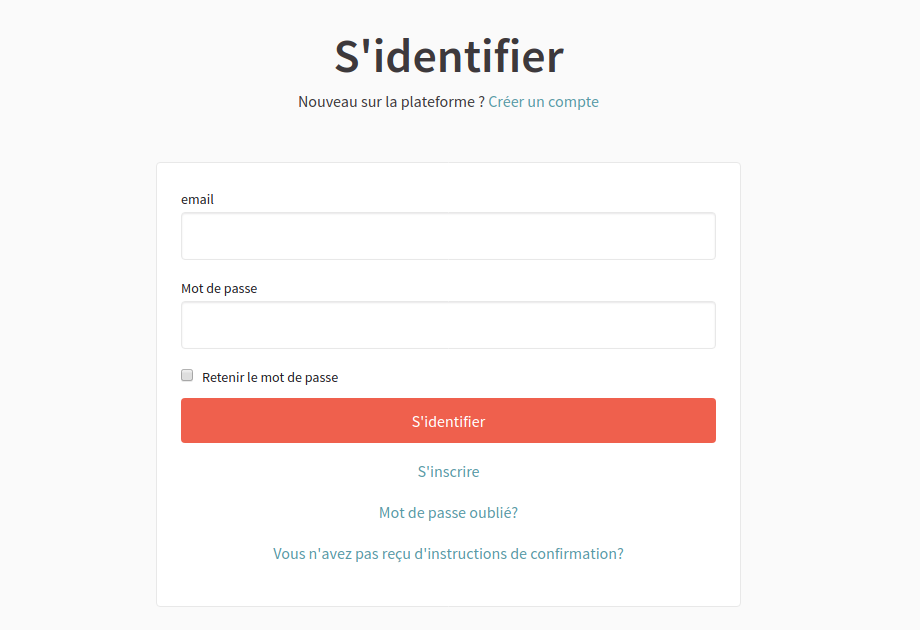 S'identifier
Nouveau sur la plateforme ? Créer un compte
email
Mot de passe
Retenir le mot de passe
S'identifier
S'inscrire
Mot de passe oublié?
Vous n'avez pas reçu d'instructions de confirmation?